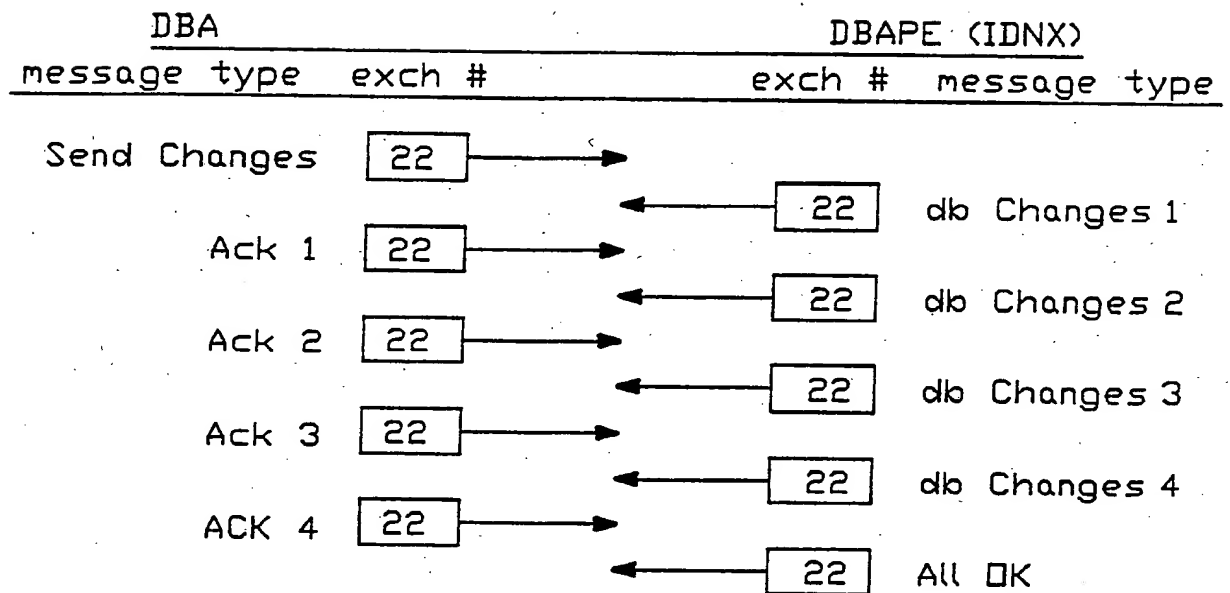 DBA DBAPE (IDNX)
message type exch # exch # message type
Send Changes 22
22 db Changes 1
Ack 1 22
22 db Changes 2
Ack 2 22
22 db Changes 3
Ack 3 22
22 db Changes 4
ACK 4 22
22 All OK